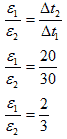 ε₁/ε₂ = Δt₂/Δt₁
ε₁/ε₂ = 20/30
ε₁/ε₂ = 2/3